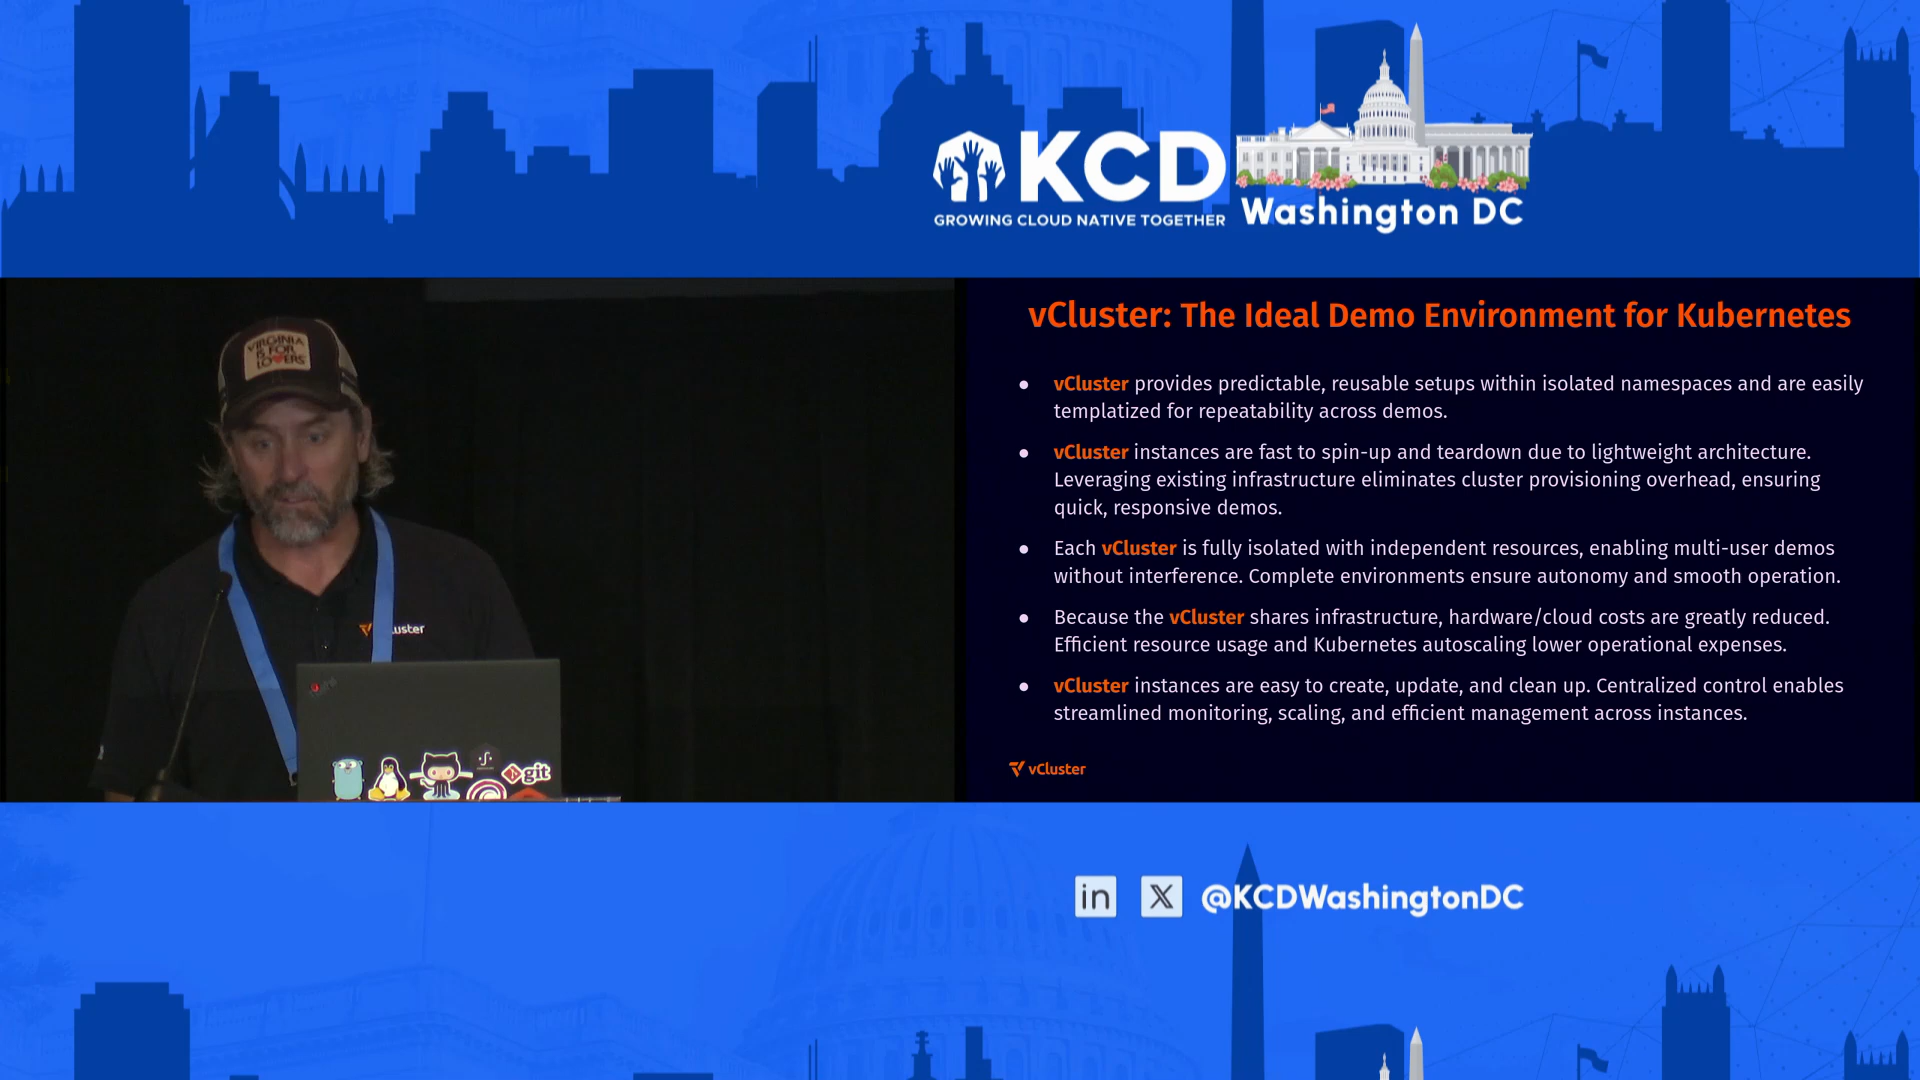 KCD
GROWING CLOUD NATIVE TOGETHER
Washington DC
VIRGINIA
IS FOR
LOVERS
vCluster: The Ideal Demo Environment for Kubernetes
● vCluster provides predictable, reusable setups within isolated namespaces and are easily
templatized for repeatability across demos.
● vCluster instances are fast to spin-up and teardown due to lightweight architecture.
Leveraging existing infrastructure eliminates cluster provisioning overhead, ensuring
quick, responsive demos.
● Each vCluster is fully isolated with independent resources, enabling multi-user demos
without interference. Complete environments ensure autonomy and smooth operation.
● Because the vCluster shares infrastructure, hardware/cloud costs are greatly reduced.
Efficient resource usage and Kubernetes autoscaling lower operational expenses.
● vCluster instances are easy to create, update, and clean up. Centralized control enables
streamlined monitoring, scaling, and efficient management across instances.
vCluster
git
in X @KCDWashingtonDC